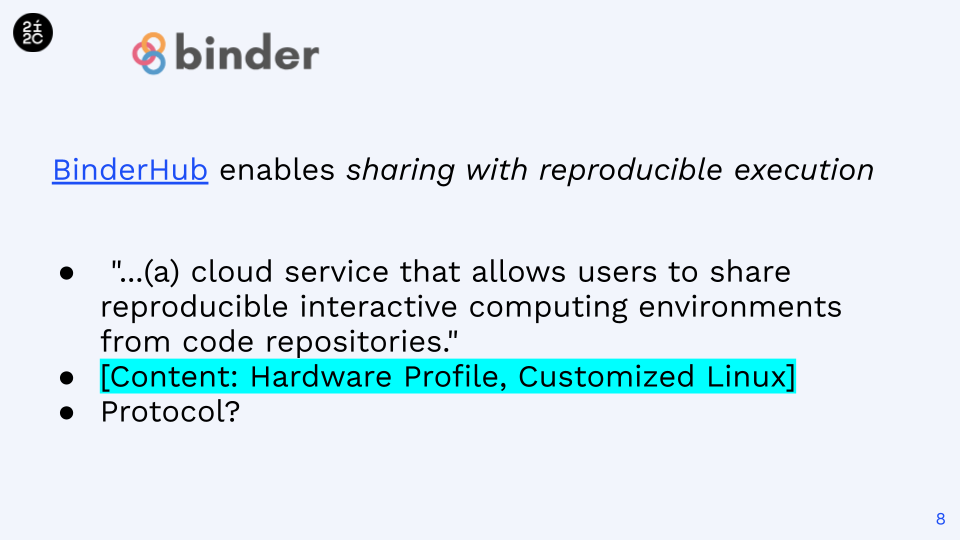 2i
2C
binder
BinderHub enables sharing with reproducible execution
● "...(a) cloud service that allows users to share
reproducible interactive computing environments
from code repositories."
● [Content: Hardware Profile, Customized Linux]
● Protocol?
8